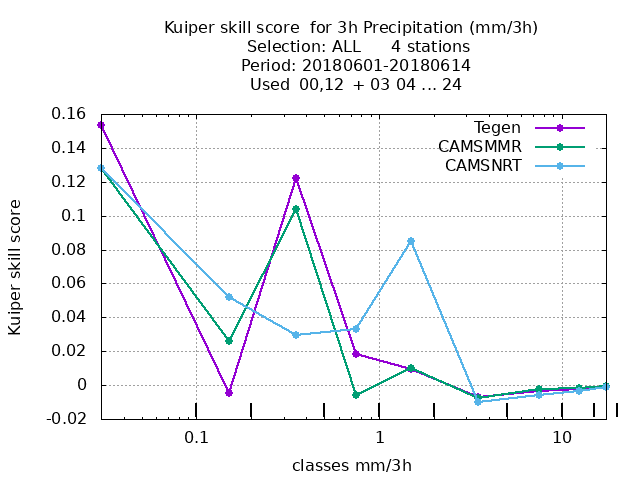 Kuiper skill score  for 3h Precipitation (mm/3h)
Selection: ALL      4 stations
Period: 20180601-20180614
Used  00,12  + 03 04 ... 24
Tegen
CAMSMMR
CAMSNRT
0.16
0.14
0.12
0.1
0.08
0.06
0.04
0.02
0
-0.02
Kuiper skill score
0.1 1 10
classes mm/3h